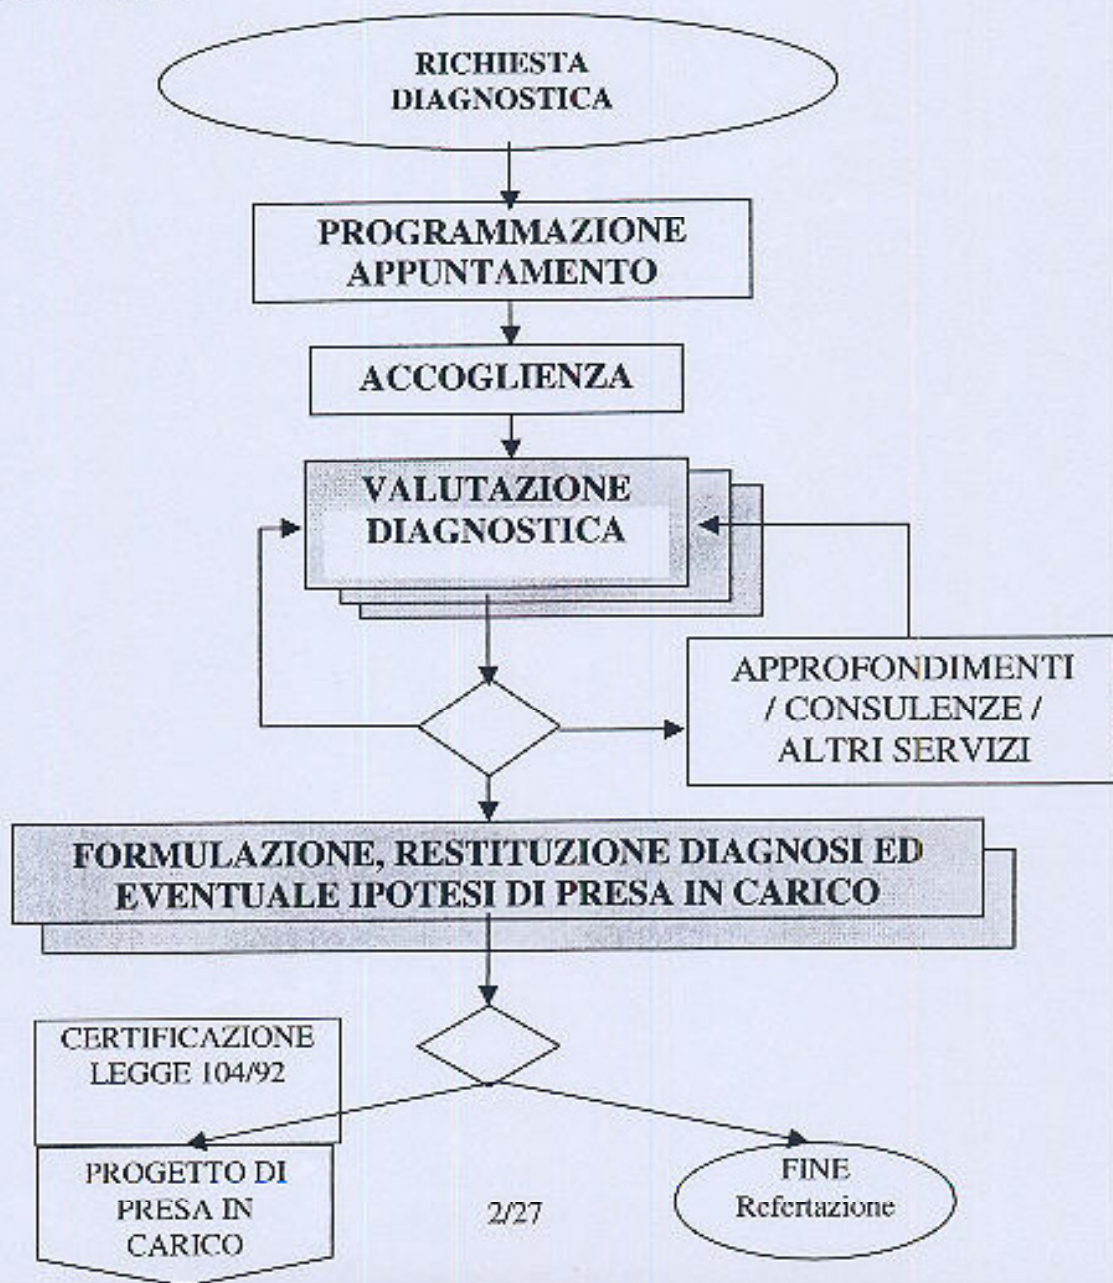 RICHIESTA
DIAGNOSTICA
PROGRAMMAZIONE
APPUNTAMENTO
ACCOGLIENZA
VALUTAZIONE
DIAGNOSTICA
APPROFONDIMENTI
/ CONSULENZE /
ALTRI SERVIZI
FORMULAZIONE, RESTITUZIONE DIAGNOSI ED
EVENTUALE IPOTESI DI PRESA IN CARICO
CERTIFICAZIONE
LEGGE 104/92
PROGETTO DI
PRESA IN
CARICO
2/27
FINE
Refertazione